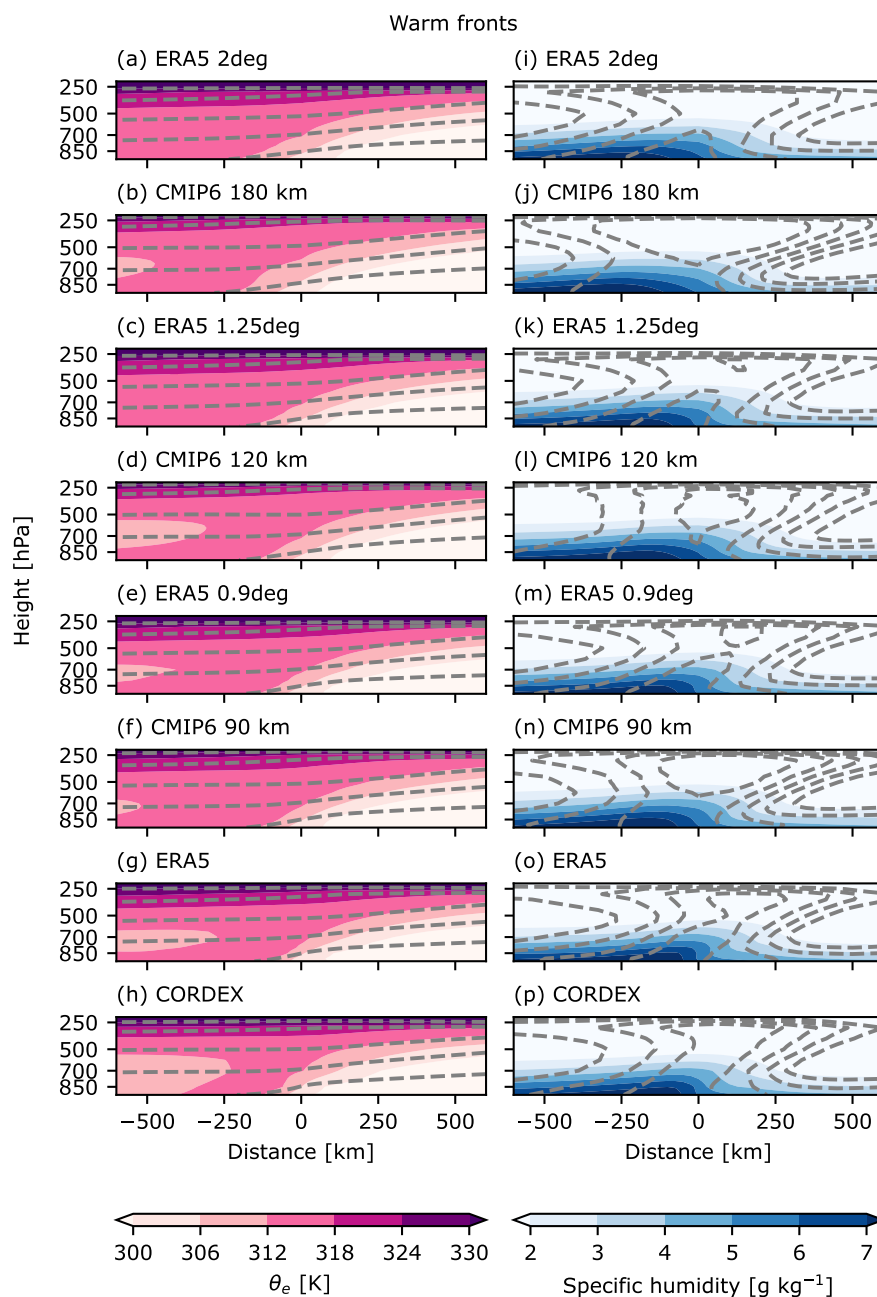 Warm fronts
(a) ERA5 2deg
(i) ERA5 2deg
250
500
700
850
(b) CMIP6 180 km
(j) CMIP6 180 km
250
500
700
850
(c) ERA5 1.25deg
(k) ERA5 1.25deg
250
500
700
850
(d) CMIP6 120 km
(l) CMIP6 120 km
250
500
700
850
(e) ERA5 0.9deg
(m) ERA5 0.9deg
250
500
700
850
(f) CMIP6 90 km
(n) CMIP6 90 km
250
500
700
850
(g) ERA5
(o) ERA5
250
500
700
850
(h) CORDEX
(p) CORDEX
250
500
700
850
Height [hPa]
−500 −250 0 250 500
−500 −250 0 250 500
Distance [km]
Distance [km]
300 306 312 318 324 330
2 3 4 5 6 7
θₑ [K]
Specific humidity [g kg⁻¹]